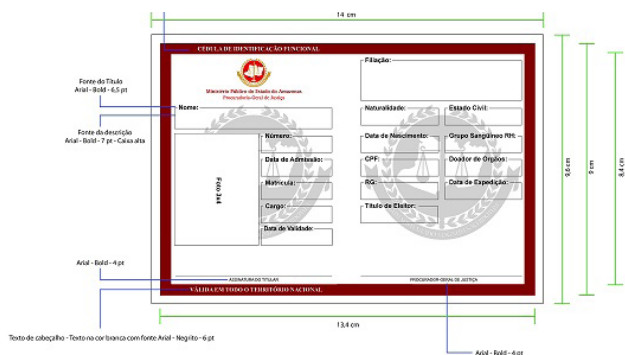 14 cm
CÉDULA DE IDENTIFICAÇÃO FUNCIONAL
Ministério Público do Estado do Amazonas
Procuradoria-Geral de Justiça
Fonte do Título
Arial - Bold - 6,5 pt
Fonte da descrição
Arial - Bold - 7 pt - Caixa alta
Nome:
Número:
Data de Admissão:
Foto 3x4
Matrícula:
Cargo:
Data de Validade:
Filiação:
Naturalidade:
Estado Civil:
Data de Nascimento:
Grupo Sangüíneo RH:
CPF:
Doador de Orgãos:
RG:
Data de Expedição:
Título de Eleitor:
Arial - Bold - 4 pt
ASSINATURA DO TITULAR
PROCURADOR-GERAL DE JUSTIÇA
VÁLIDA EM TODO O TERRITÓRIO NACIONAL
9,6 cm
9 cm
8,4 cm
13,4 cm
Texto de cabeçalho - Texto na cor branca com fonte Arial - Negrito - 6 pt
Arial - Bold - 4 pt